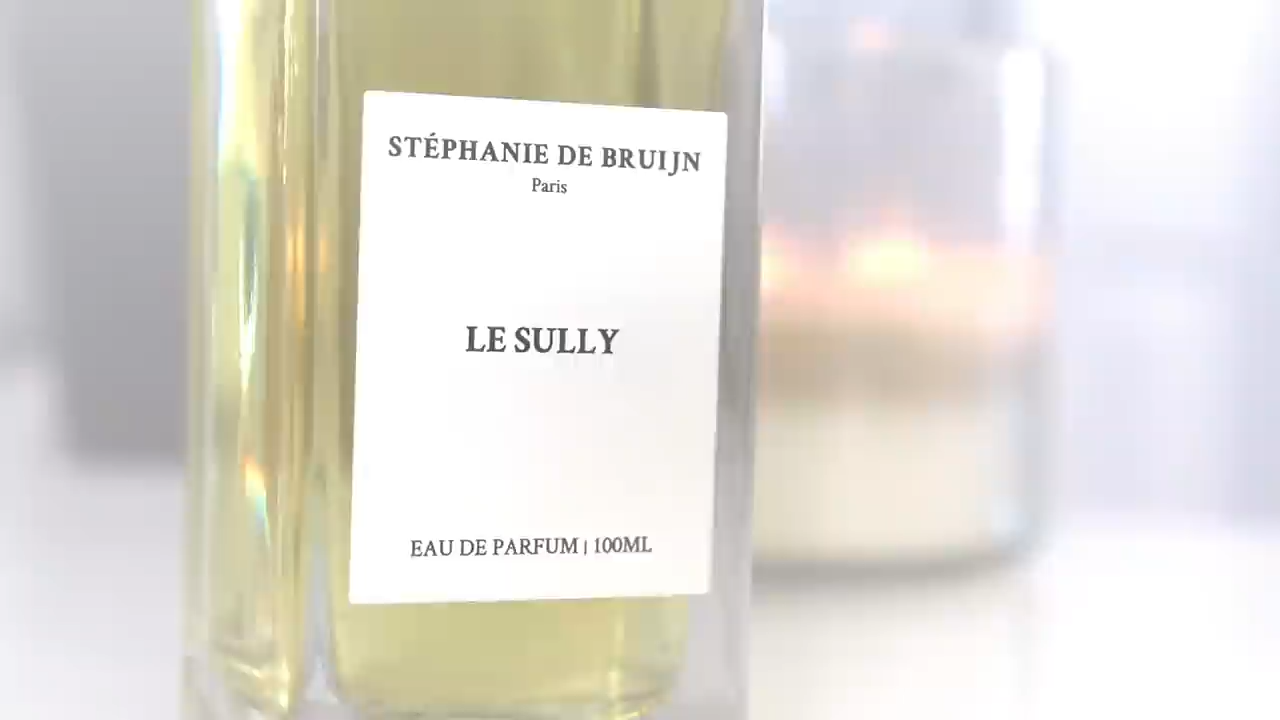 STÉPHANIE DE BRUIJN
Paris
LE SULLY
EAU DE PARFUM | 100ML